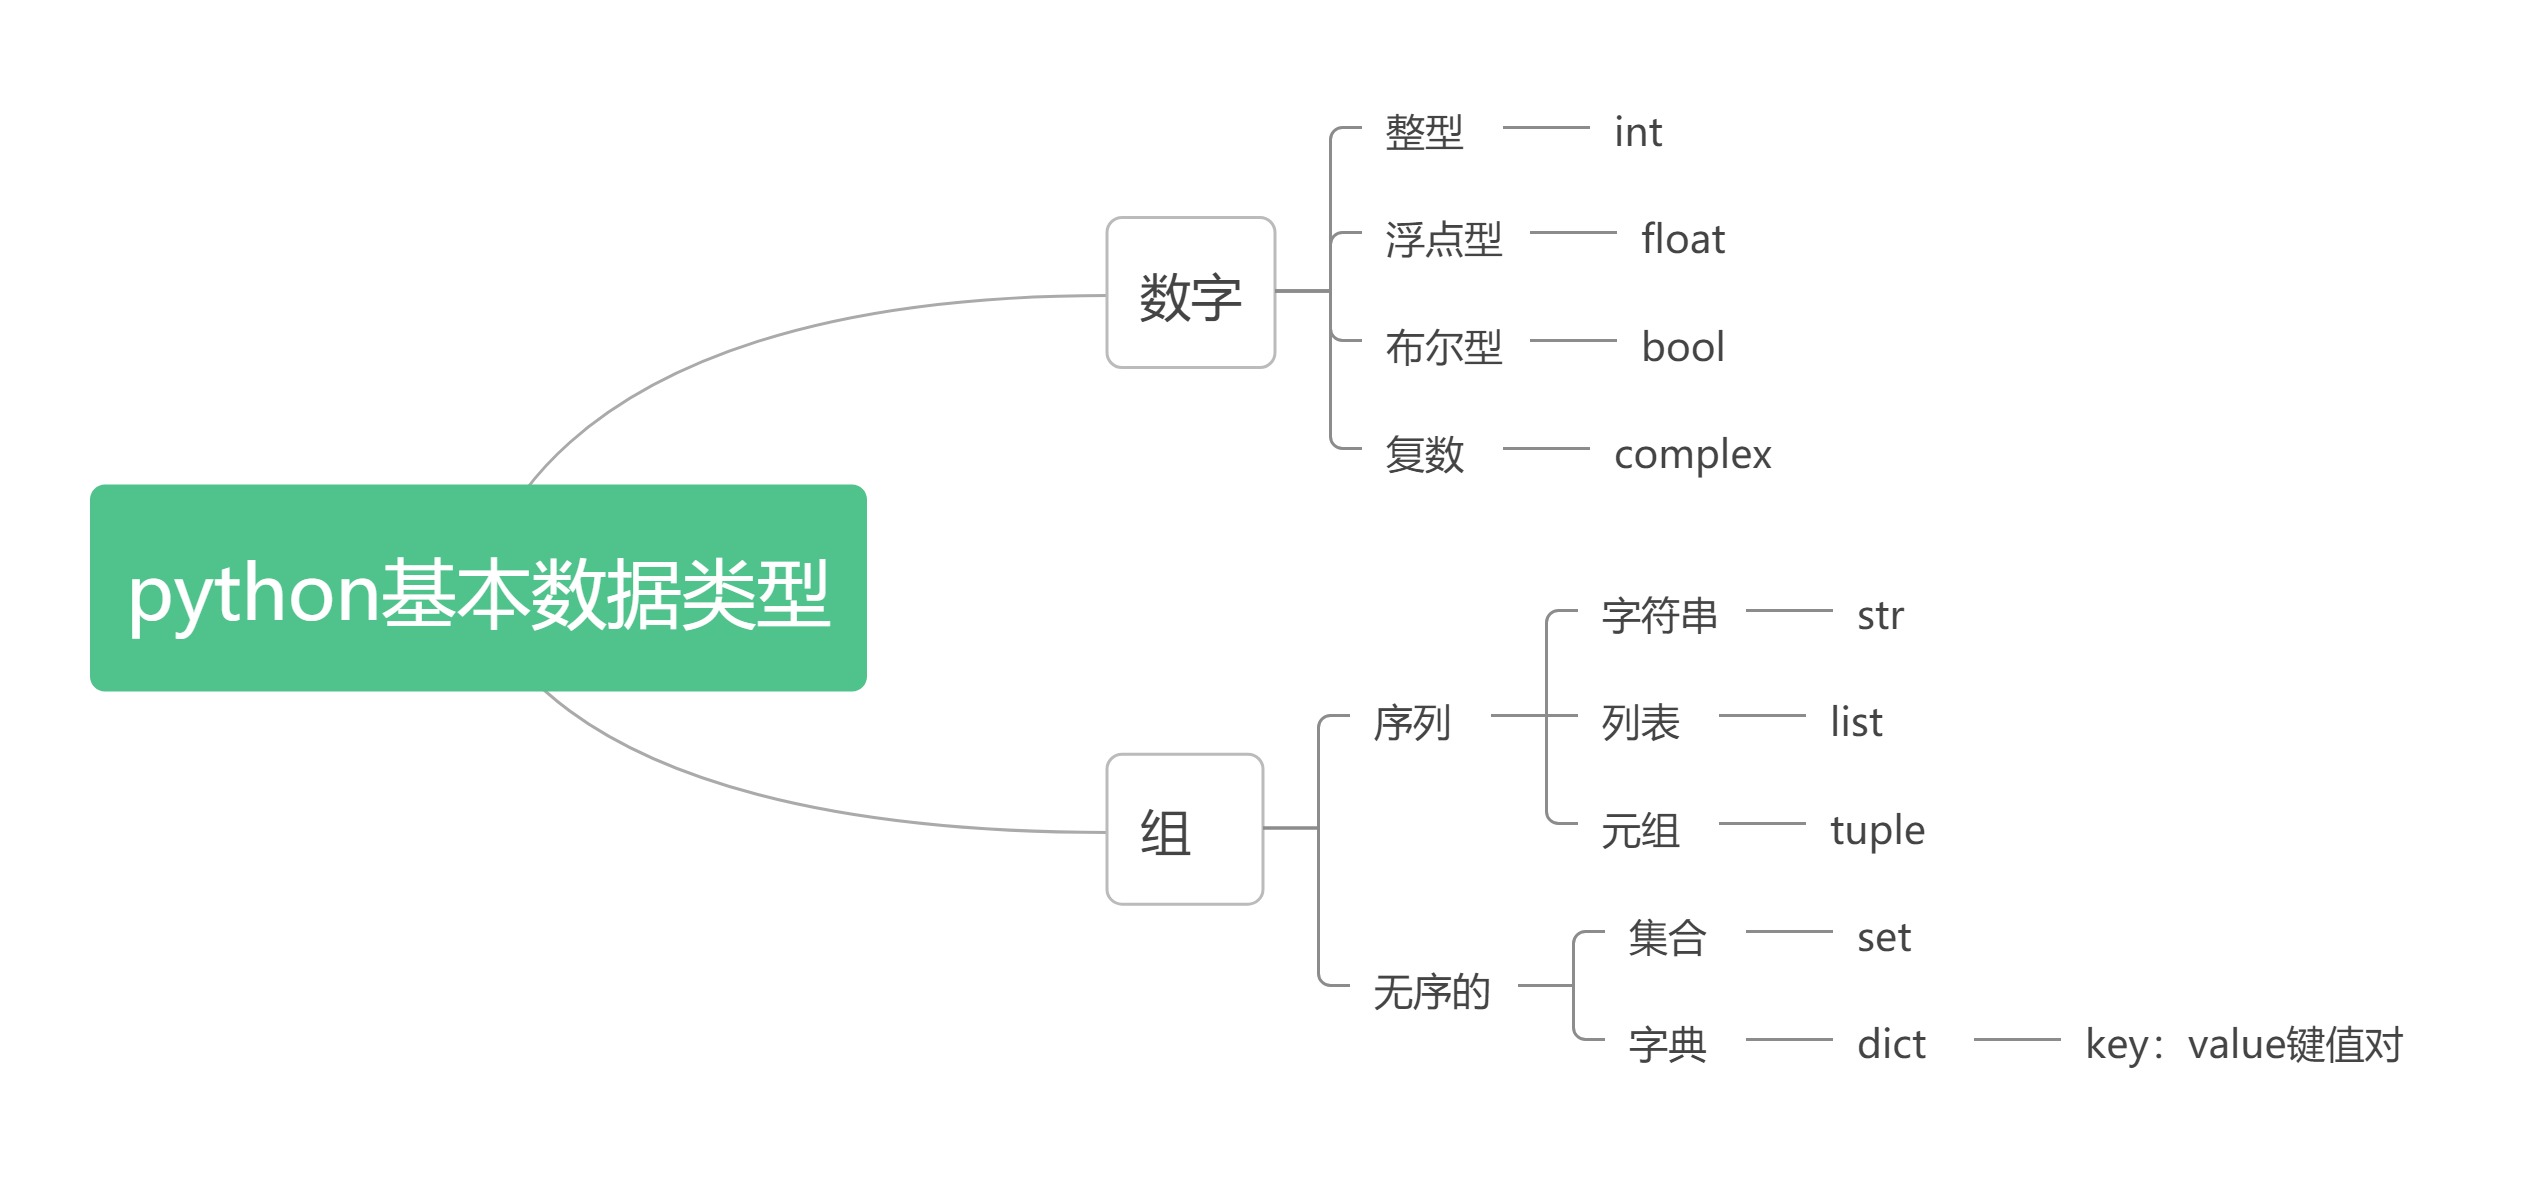 python基本数据类型
数字
整型
int
浮点型
float
布尔型
bool
复数
complex
组
序列
字符串
str
列表
list
元组
tuple
无序的
集合
set
字典
dict
key：value键值对